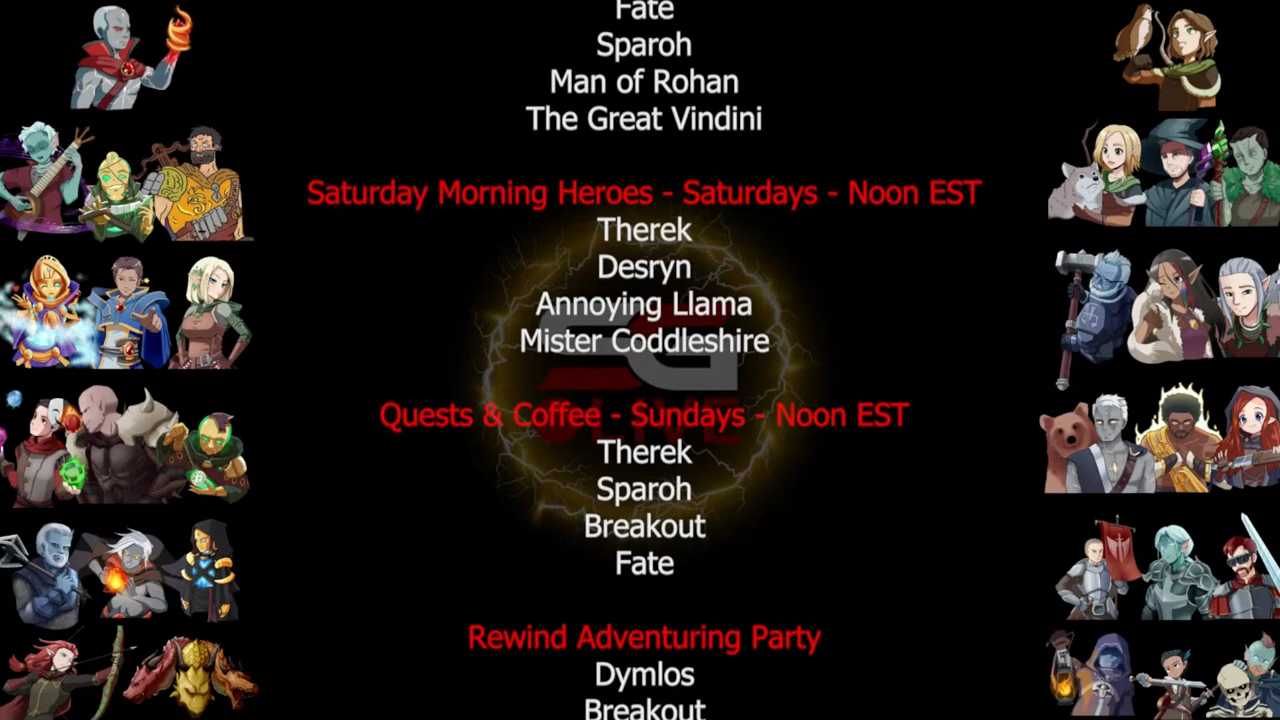 Fate
Sparoh
Man of Rohan
The Great Vindini
Saturday Morning Heroes - Saturdays - Noon EST
Therek
Desryn
Annoying Llama
Mister Coddleshire
Quests & Coffee - Sundays - Noon EST
Therek
Sparoh
Breakout
Fate
Rewind Adventuring Party
Dymlos
Breakout